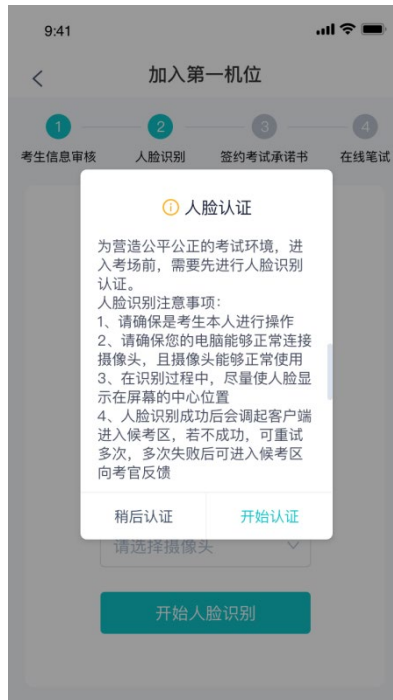 9:41
加入第一机位
1
2
3
4
考生信息审核
人脸识别
签约考试承诺书
在线笔试
人脸认证
为营造公平公正的考试环境，进
入考场前，需要先进行人脸识别
认证。
人脸识别注意事项：
1、请确保是考生本人进行操作
2、请确保您的电脑能够正常连接
摄像头，且摄像头能够正常使用
3、在识别过程中，尽量使人脸显
示在屏幕的中心位置
4、人脸识别成功后会调起客户端
进入候考区，若不成功，可重试
多次，多次失败后可进入候考区
向考官反馈
稍后认证
开始认证
请选择摄像头
开始人脸识别